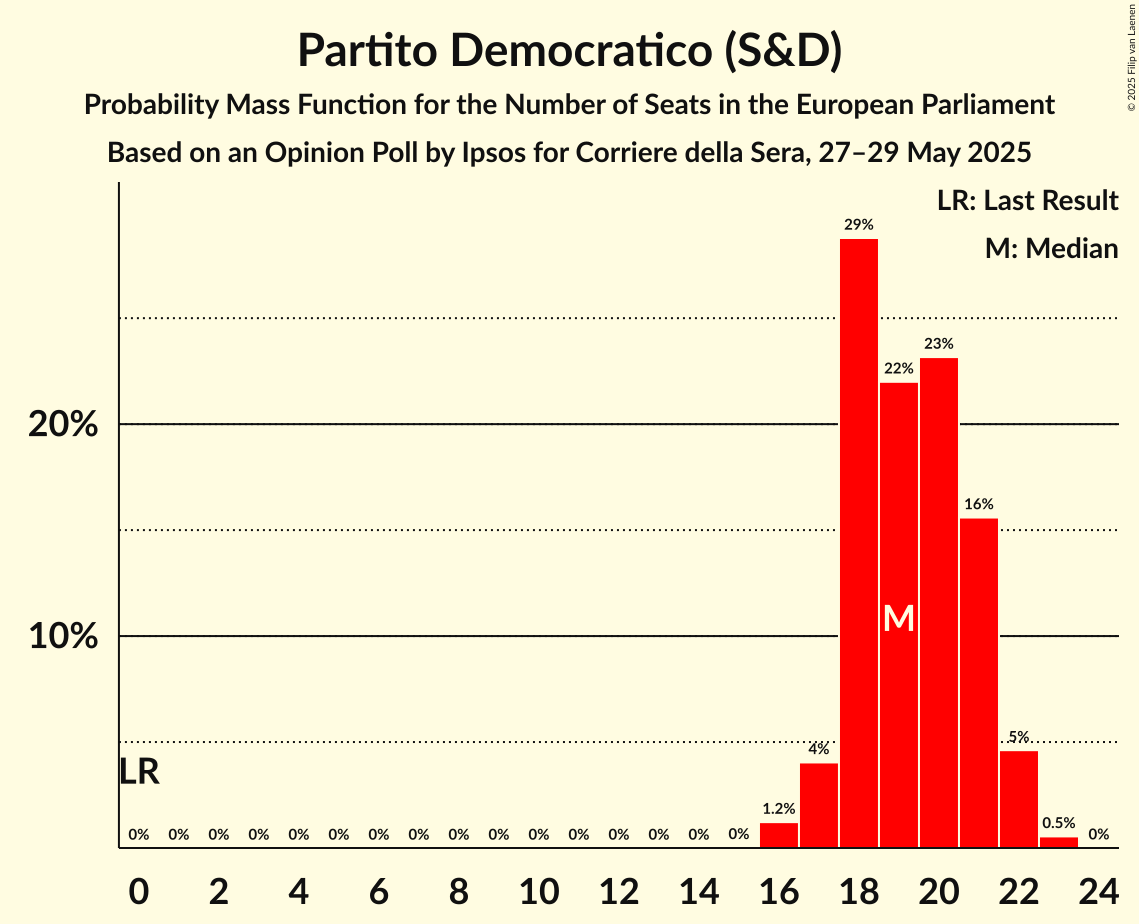 Partito Democratico (S&D)
Probability Mass Function for the Number of Seats in the European Parliament
Based on an Opinion Poll by Ipsos for Corriere della Sera, 27–29 May 2025
© 2025 Filip van Laenen
LR: Last Result
M: Median
20%
10%
29%
22%
23%
16%
M
LR
0% 0% 0% 0% 0% 0% 0% 0% 0% 0% 0% 0% 0% 0% 0% 0% 1.2% 4% 5% 0.5% 0%
0 2 4 6 8 10 12 14 16 18 20 22 24